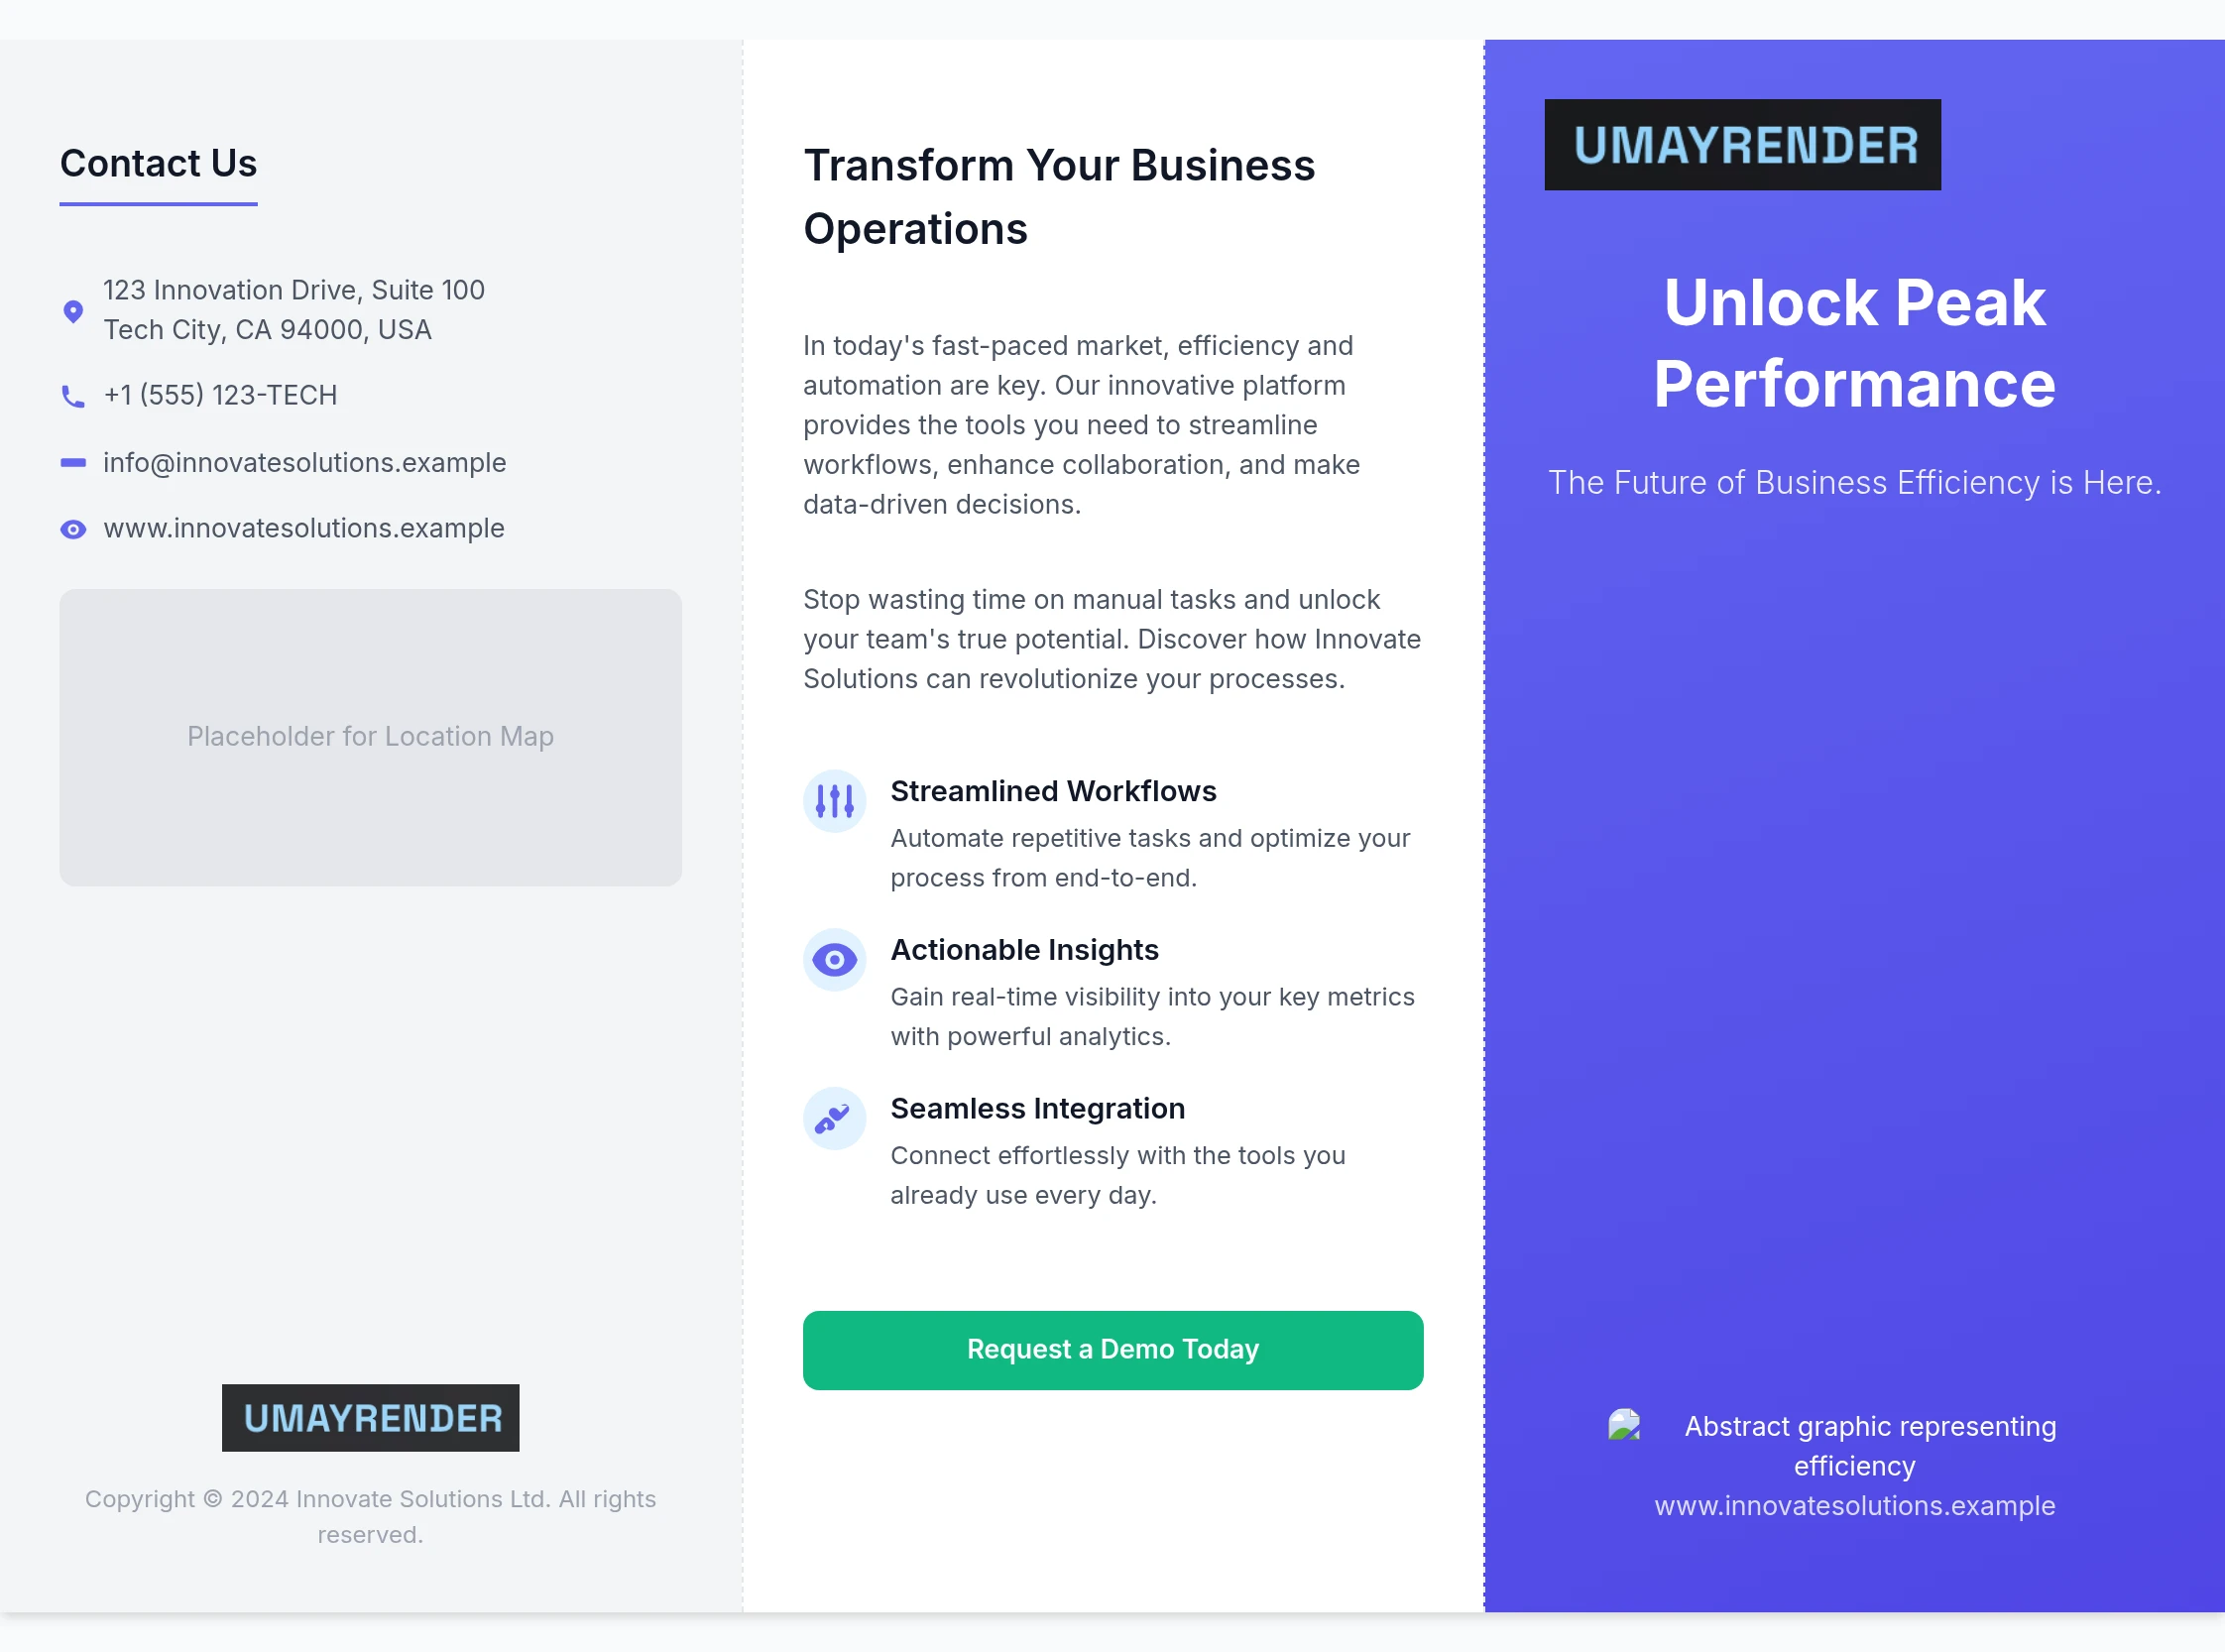 Contact Us
123 Innovation Drive, Suite 100
Tech City, CA 94000, USA
+1 (555) 123-TECH
info@innovatesolutions.example
www.innovatesolutions.example
Placeholder for Location Map
UMAYRENDER
Copyright © 2024 Innovate Solutions Ltd. All rights
reserved.
Transform Your Business
Operations
In today's fast-paced market, efficiency and
automation are key. Our innovative platform
provides the tools you need to streamline
workflows, enhance collaboration, and make
data-driven decisions.
Stop wasting time on manual tasks and unlock
your team's true potential. Discover how Innovate
Solutions can revolutionize your processes.
Streamlined Workflows
Automate repetitive tasks and optimize your
process from end-to-end.
Actionable Insights
Gain real-time visibility into your key metrics
with powerful analytics.
Seamless Integration
Connect effortlessly with the tools you
already use every day.
Request a Demo Today
UMAYRENDER
Unlock Peak
Performance
The Future of Business Efficiency is Here.
Abstract graphic representing
efficiency
www.innovatesolutions.example